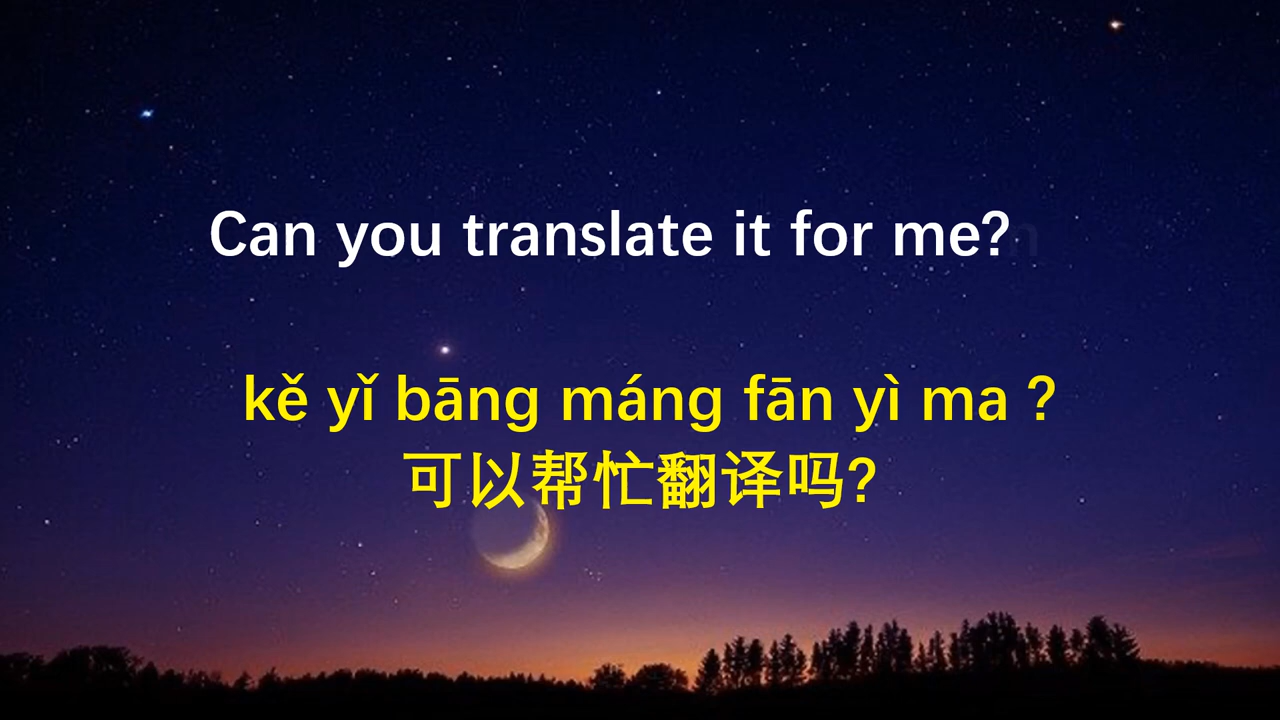 Can you translate it for me?
kě yǐ bāng máng fān yì ma ?
可以帮忙翻译吗?